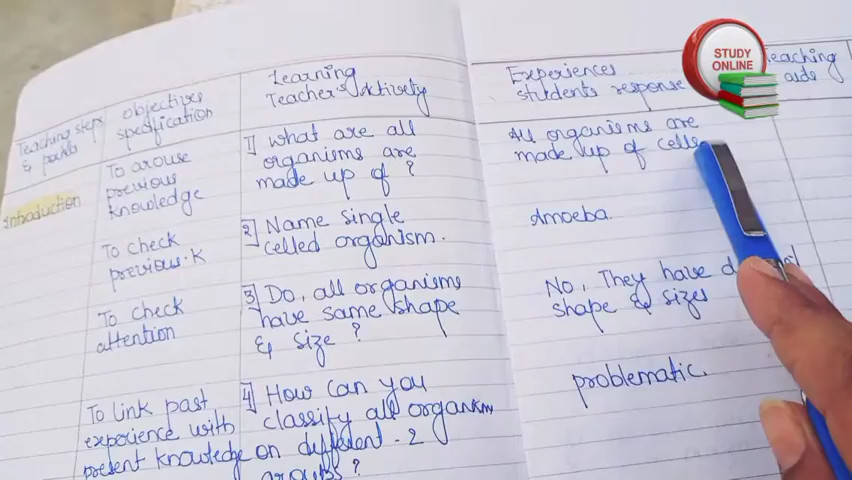 STUDY
ONLINE
Teaching steps
& points
objectives
specification
Learning
Teacher's Activety
Experiences
students response
Teaching
aids
Introduction
To arouse
previous
knowledge
1] what are all
organisms are
made up of ?
All organisms are
made up of cells
To check
previous. K
2] Name single
celled organism.
Amoeba.
To check
attention
3] Do, all organisms
have same shape
& size ?
No, They have
shape & sizes
To link past
experience with
present knowledge
4] How can you
classify all organism
on different - 2
groups ?
problematic.